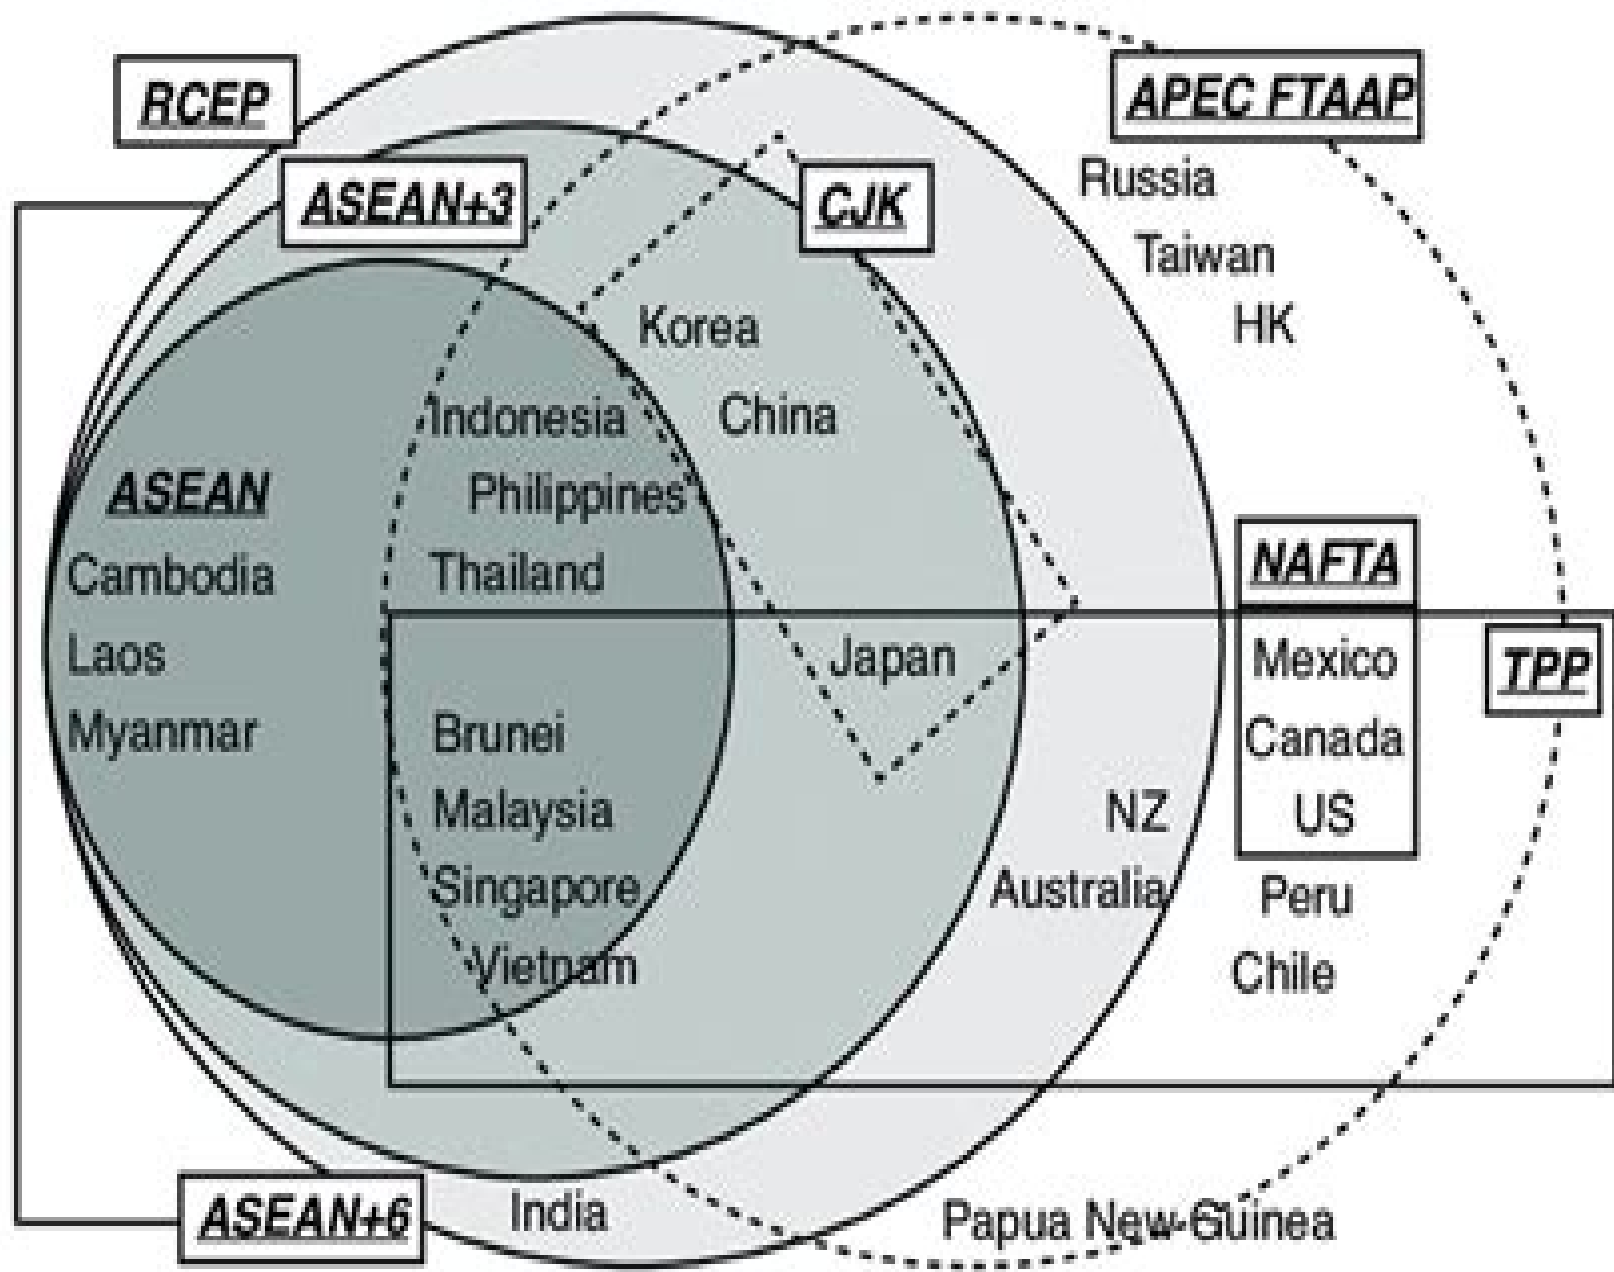 RCEP
APEC FTAAP
ASEAN+3
CJK
Russia
Taiwan
HK
Korea
Indonesia
China
ASEAN
Philippines
NAFTA
Cambodia
Thailand
Laos
Japan
Mexico
TPP
Myanmar
Brunei
Canada
Malaysia
NZ
US
Singapore
Australia
Peru
Vietnam
Chile
ASEAN+6
India
Papua New Guinea